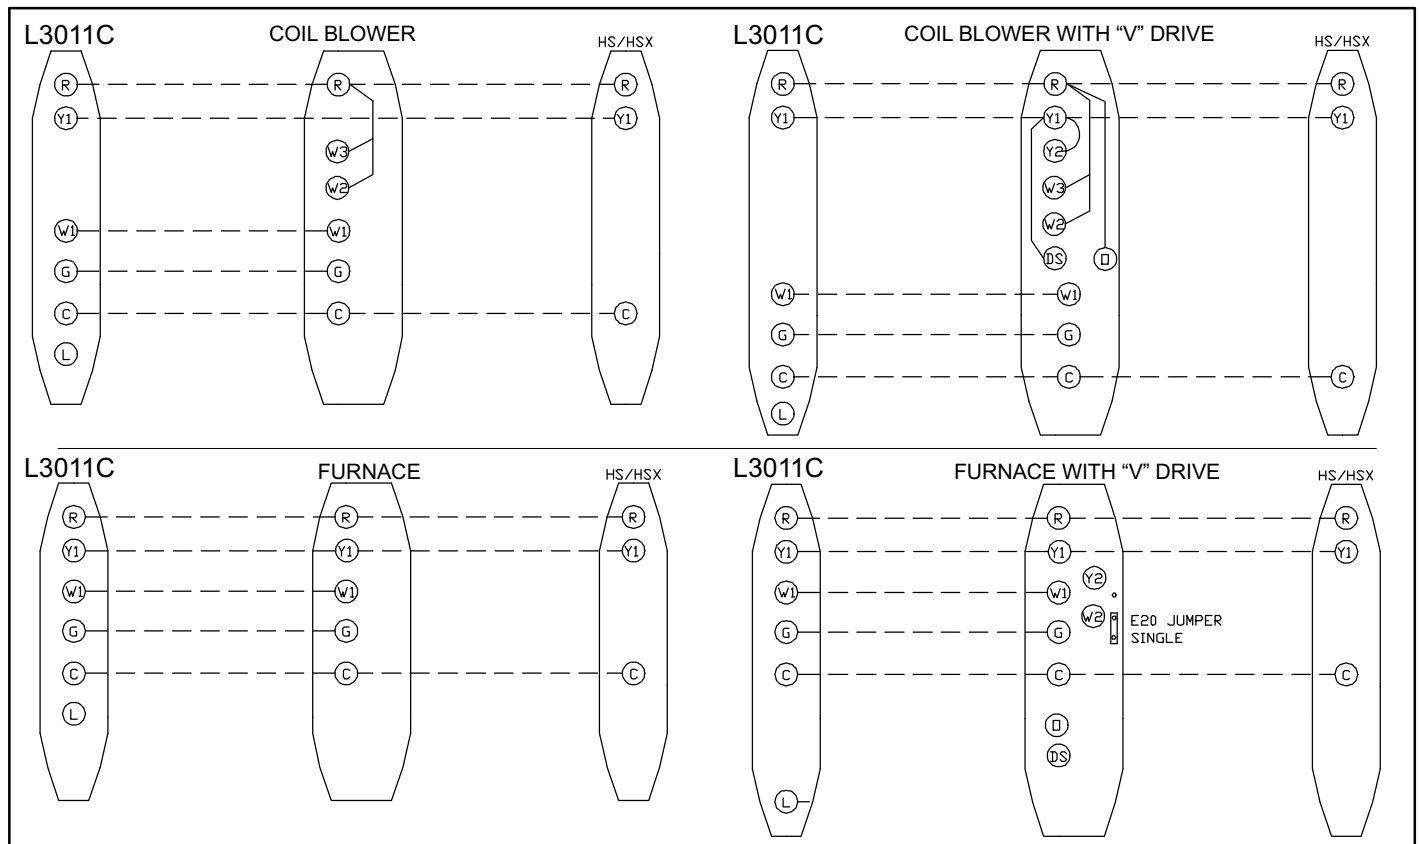 L3011C COIL BLOWER HS/HSX
R R R
Y1 Y1
W3
W2
W1 W1
G G
C C C
L
L3011C COIL BLOWER WITH “V” DRIVE HS/HSX
R R R
Y1 Y1 Y1
Y2
W3
W2
DS O
W1 W1
G G
C C C
L
L3011C FURNACE HS/HSX
R R R
Y1 Y1 Y1
W1 W1
G G
C C C
L
L3011C FURNACE WITH “V” DRIVE HS/HSX
R R R
Y1 Y1 Y1
Y2
W1 W1
W2 E20 JUMPER
G G SINGLE
C C C
O
DS
L